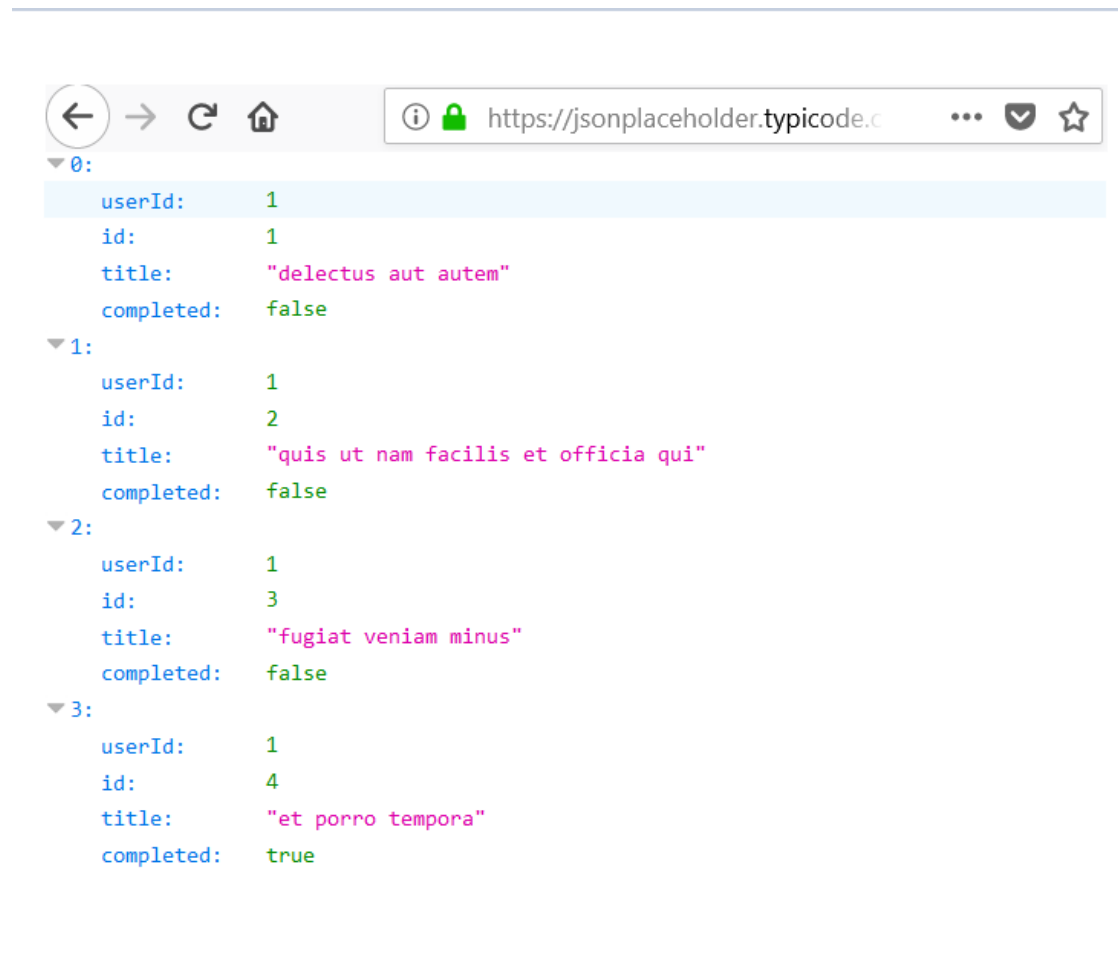 https://jsonplaceholder.typicode.
0:
userId: 1
id: 1
title: "delectus aut autem"
completed: false
1:
userId: 1
id: 2
title: "quis ut nam facilis et officia qui"
completed: false
2:
userId: 1
id: 3
title: "fugiat veniam minus"
completed: false
3:
userId: 1
id: 4
title: "et porro tempora"
completed: true